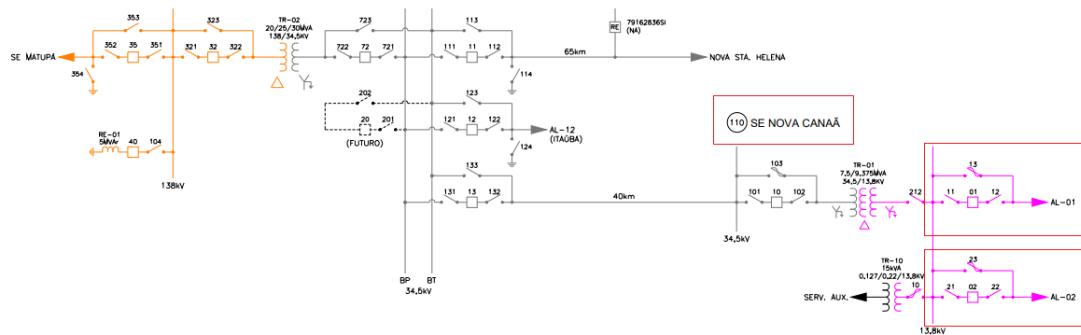 353
323
TR-02
20/25/30MVA
138/34,5KV
723
113
RE
79162836SI
(NA)
SE MATUPÁ
352
35
351
321
32
322
722
72
721
111
11
112
65km
NOVA STA. HELENA
354
114
202
123
20
201
(FUTURO)
121
12
122
AL-12
(ITAÚBA)
124
110
SE NOVA CANAÃ
RE-01
5MVAr
40
104
138kV
133
131
13
132
40km
103
101
10
102
34,5kV
TR-01
7,5/9,375MVA
34,5/13,8KV
212
13
11
01
12
AL-01
BP
BT
34,5kV
TR-10
15kVA
0,127/0,22/13,8KV
SERV. AUX.
10
23
21
02
22
AL-02
13,8kV